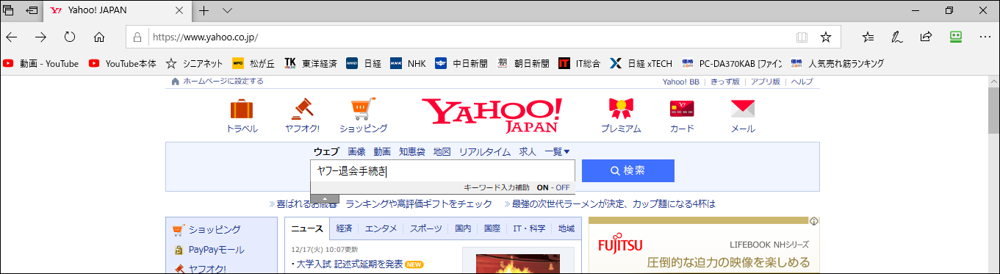 Yahoo! JAPAN
https://www.yahoo.co.jp/
動画 - YouTube YouTube本体 シニアネット MPO 松が丘 TK ONLINE 東洋経済 日経 NHK NHK 中日新聞 朝日新聞 IT IT総合 X 日経 xTECH 価格.com PC-DA370KAB [ファイン 価格.com 人気売れ筋ランキング
ホームページに設定する Yahoo! BB きっず版 アプリ版 ヘルプ
YAHOO! JAPAN
トラベル ヤフオク! ショッピング プレミアム カード メール
ウェブ 画像 動画 知恵袋 地図 リアルタイム 求人 一覧▼
ヤフー退会手続き 検索
キーワード入力補助 ON - OFF
喜ばれるお歳暮 ランキングや高評価ギフトをチェック 最強の次世代ラーメンが決定、カップ麺になる4杯は
ショッピング
PayPayモール
ヤフオク!
ニュース 経済 エンタメ スポーツ 国内 国際 IT・科学 地域
12/17(火) 10:07更新
・大学入試 記述式延期を発表 NEW
FUJITSU
LIFEBOOK NHシリーズ
圧倒的な迫力の映像を楽しめる